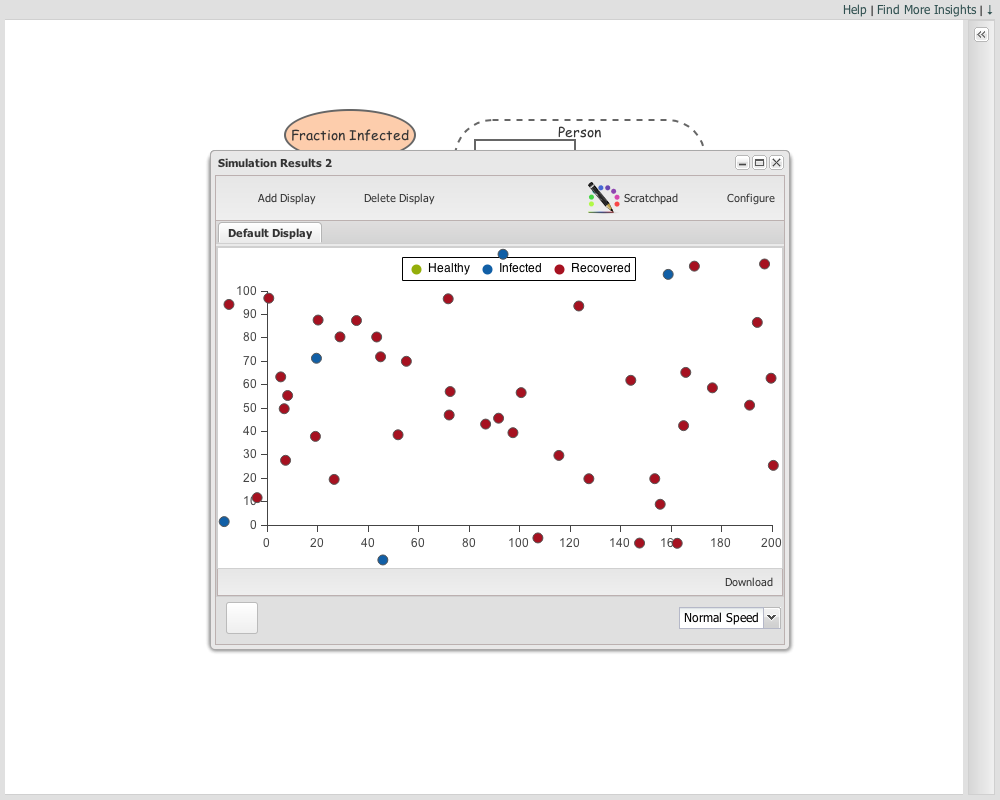 Help | Find More Insights | ↓
Fraction Infected
Person
Simulation Results 2
Add Display Delete Display Scratchpad Configure
Default Display
Healthy Infected Recovered
100
90
80
70
60
50
40
30
20
10
0
0 20 40 60 80 100 120 140 160 180 200
Download
Normal Speed